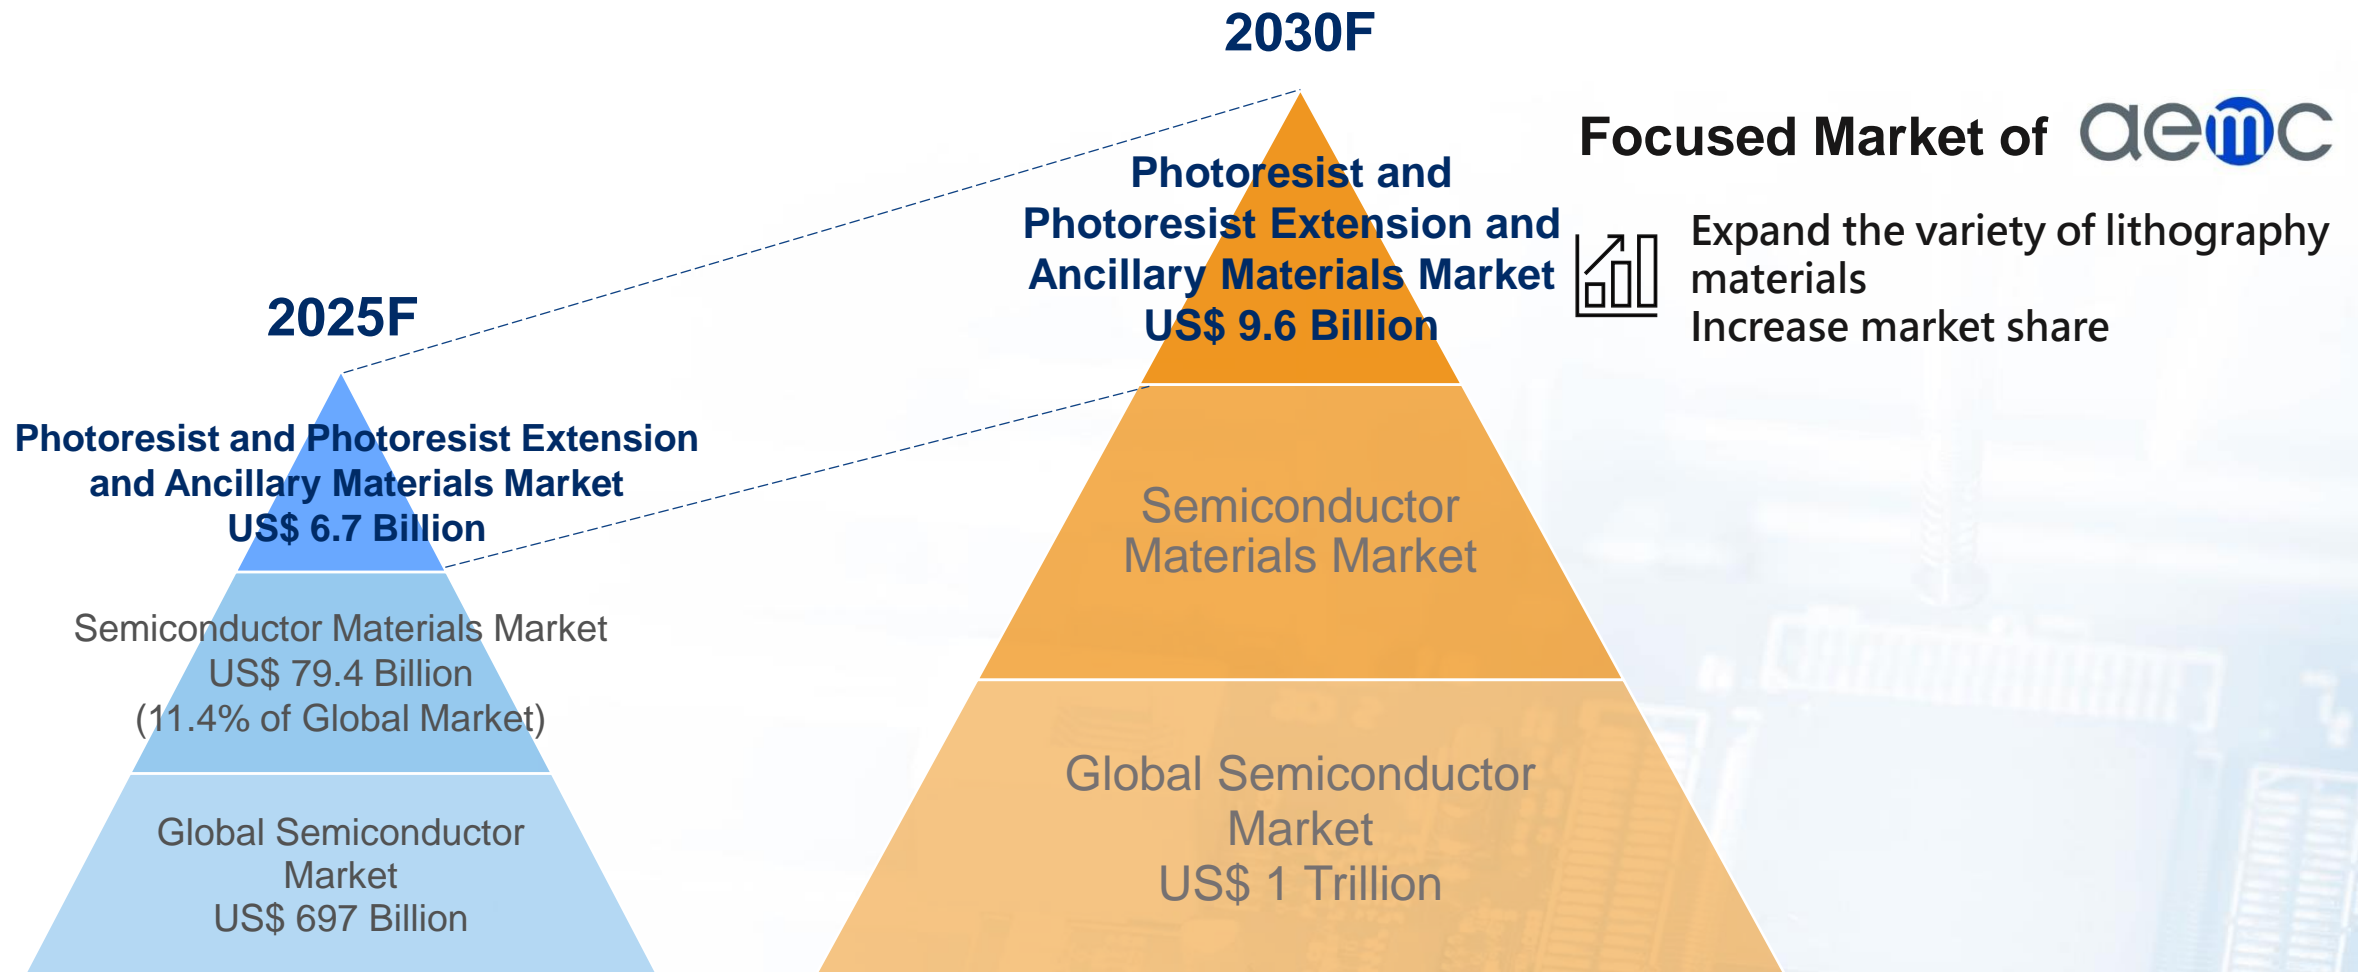 2030F
Focused Market of aemc
Photoresist and
Photoresist Extension and
Ancillary Materials Market
US$ 9.6 Billion
Expand the variety of lithography
materials
Increase market share
2025F
Photoresist and Photoresist Extension
and Ancillary Materials Market
US$ 6.7 Billion
Semiconductor
Materials Market
Semiconductor Materials Market
US$ 79.4 Billion
(11.4% of Global Market)
Global Semiconductor
Market
US$ 1 Trillion
Global Semiconductor
Market
US$ 697 Billion